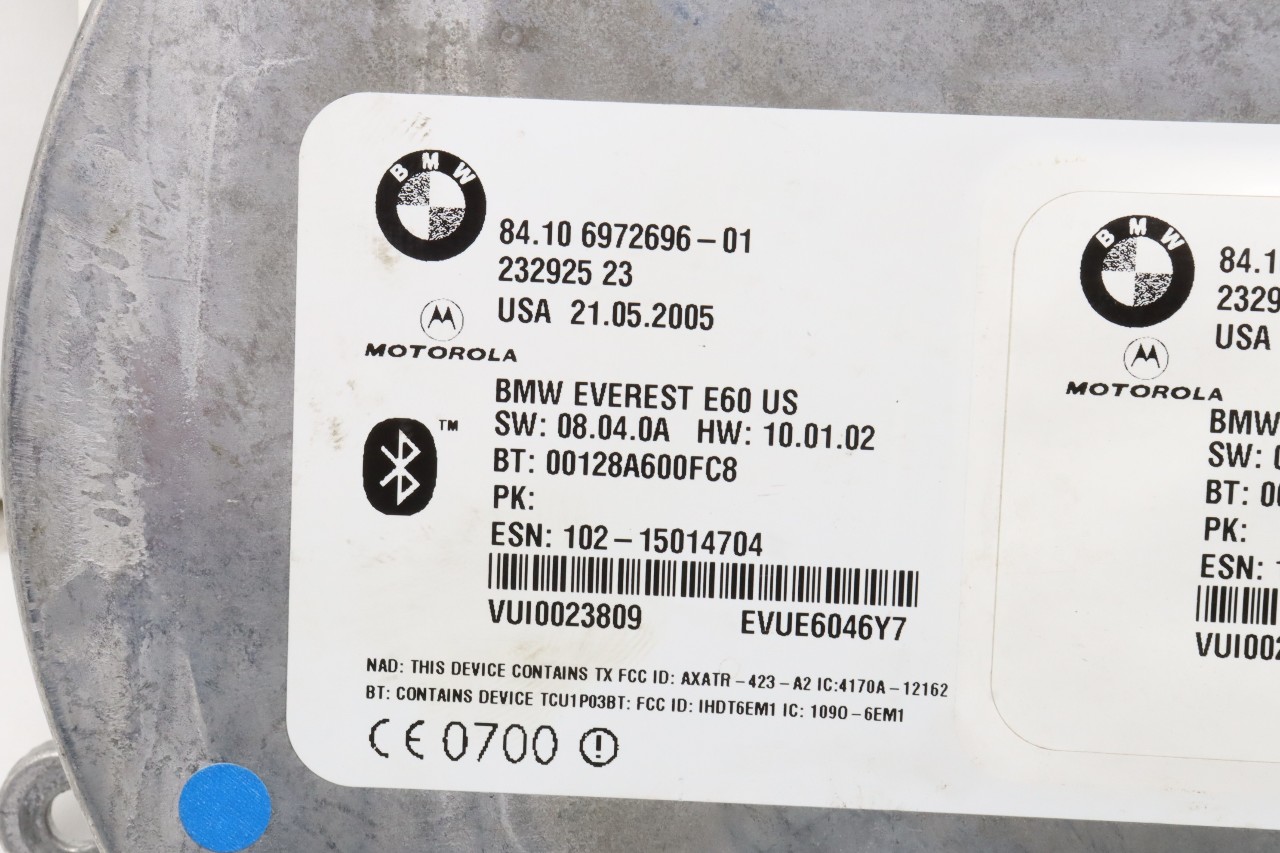 BMW
84.10 6972696-01
232925 23
USA 21.05.2005
MOTOROLA
BMW EVEREST E60 US
SW: 08.04.0A HW: 10.01.02
TM
BT: 00128A600FC8
PK:
ESN: 102-15014704
VUI0023809 EVUE6046Y7
NAD: THIS DEVICE CONTAINS TX FCC ID: AXATR-423-A2 IC:4170A-12162
BT: CONTAINS DEVICE TCU1P03BT: FCC ID: IHDT6EM1 IC: 1090-6EM1
CE 0700
BMW
84.1
2329
USA
MOTOROLA
BMW
SW:
BT:
PK:
ESN:
VUI002